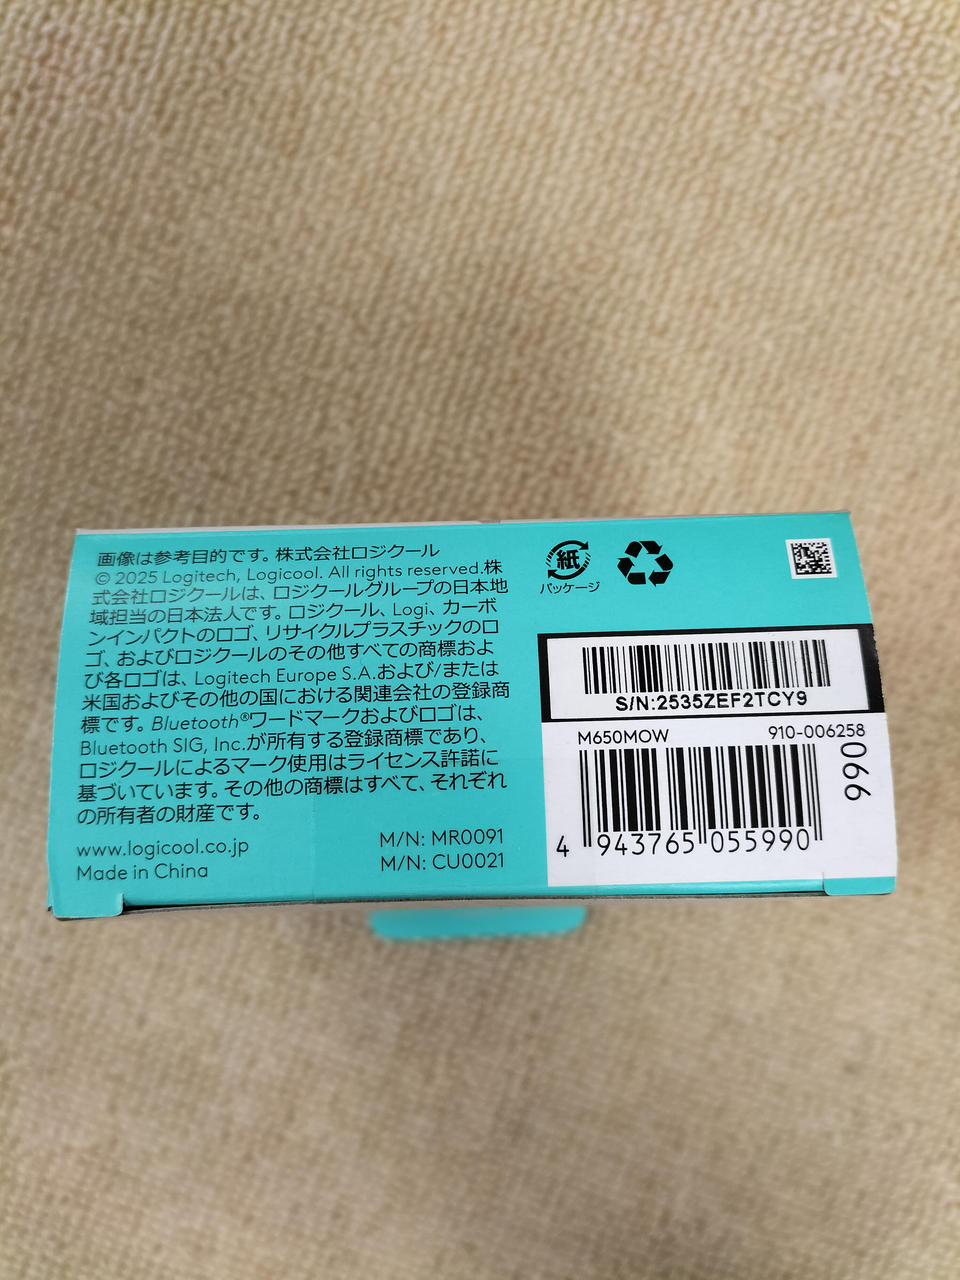 画像は参考目的です。株式会社ロジクール
© 2025 Logitech, Logicool. All rights reserved.株
式会社ロジクールは、ロジクールグループの日本地
域担当の日本法人です。ロジクール、Logi、カーボ
ンインパクトのロゴ、リサイクルプラスチックのロ
ゴ、およびロジクールのその他すべての商標およ
び各ロゴは、Logitech Europe S.A.および/または
米国およびその他の国における関連会社の登録商
標です。Bluetooth®ワードマークおよびロゴは、
Bluetooth SIG, Inc.が所有する登録商標であり、
ロジクールによるマーク使用はライセンス許諾に
基づいています。その他の商標はすべて、それぞれ
の所有者の財産です。
www.logicool.co.jp
Made in China
M/N: MR0091
M/N: CU0021
紙
パッケージ
S/N:2535ZEF2TCY9
M650MOW 910-006258
4 943765 055990
990